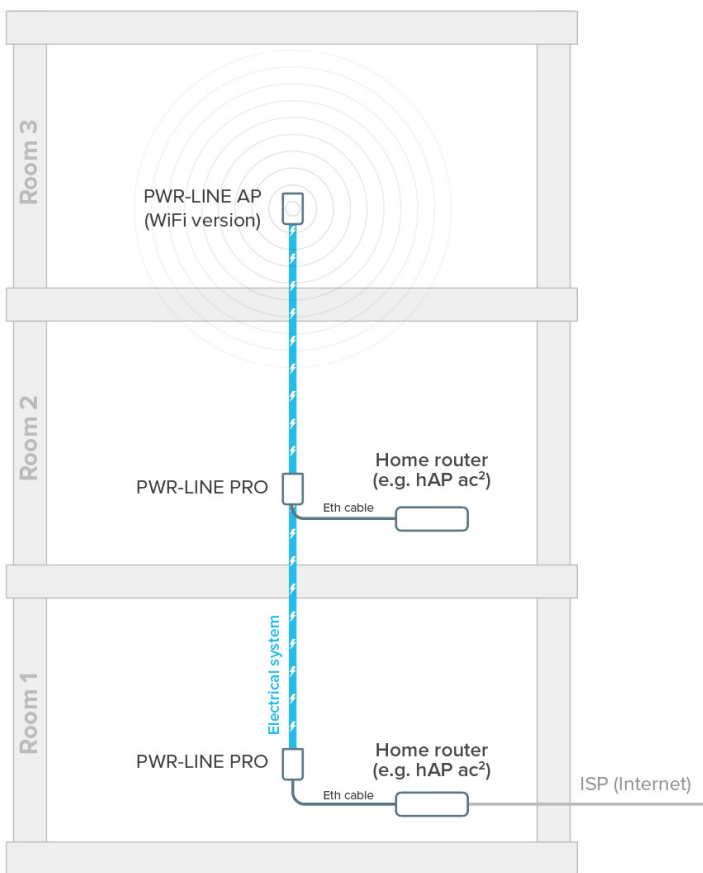 Room 3
PWR-LINE AP
(WiFi version)
Room 2
PWR-LINE PRO
Home router
(e.g. hAP ac²)
Eth cable
Electrical system
Room 1
PWR-LINE PRO
Home router
(e.g. hAP ac²)
Eth cable
ISP (Internet)